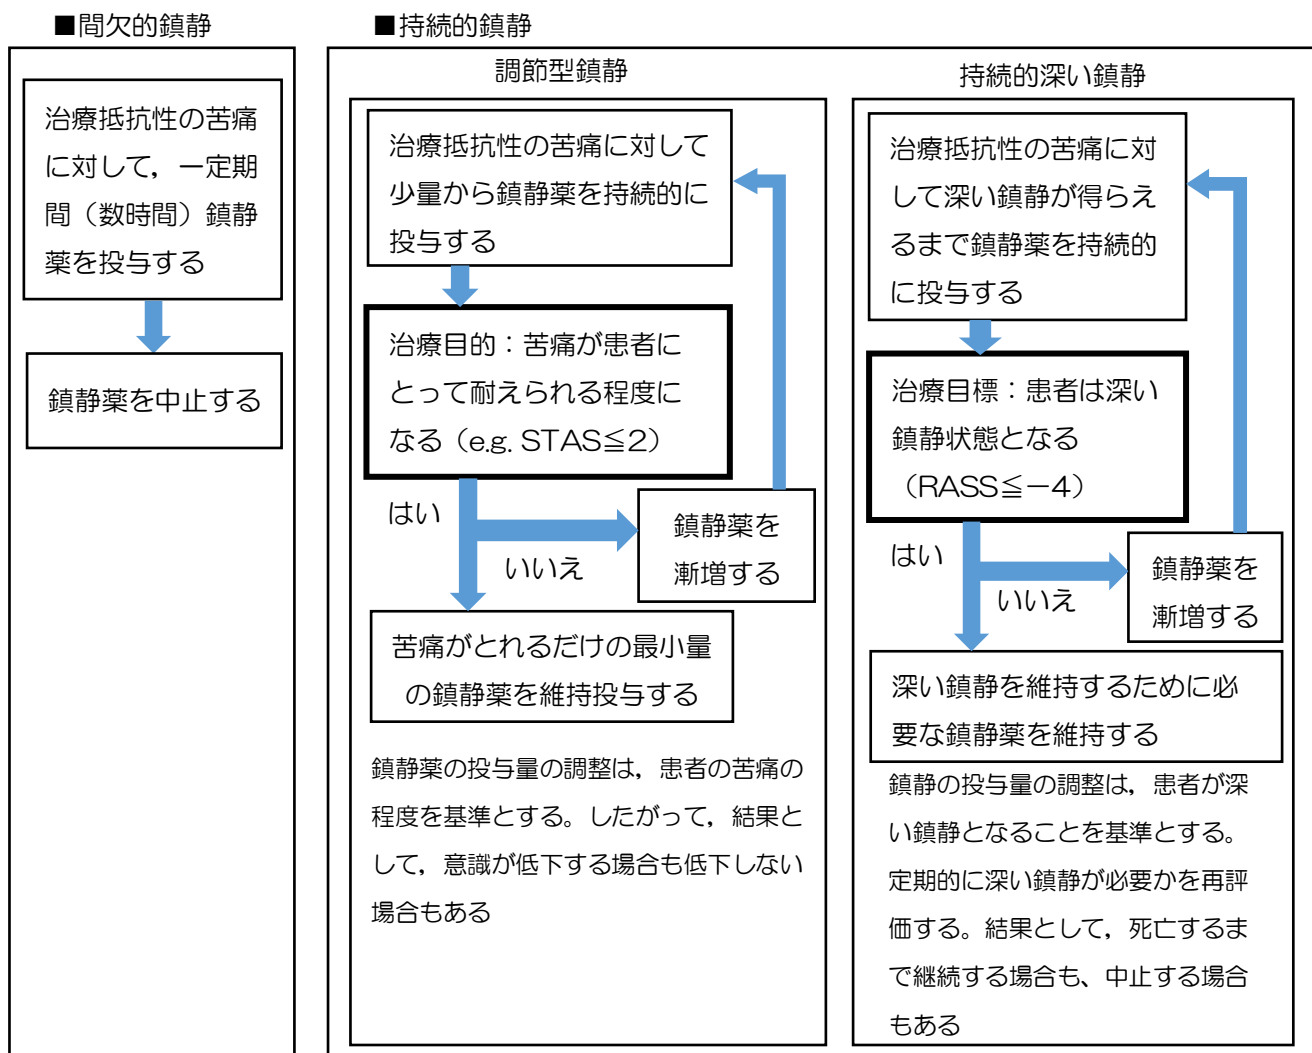 ■間欠的鎮静
治療抵抗性の苦痛
に対して，一定期
間（数時間）鎮静
薬を投与する
鎮静薬を中止する
■持続的鎮静
調節型鎮静
治療抵抗性の苦痛に対して
少量から鎮静薬を持続的に
投与する
治療目的：苦痛が患者に
とって耐えられる程度に
なる（e.g. STAS≦2）
はい
いいえ
鎮静薬を
漸増する
苦痛がとれるだけの最小量
の鎮静薬を維持投与する
鎮静薬の投与量の調整は，患者の苦痛の
程度を基準とする。したがって，結果と
して，意識が低下する場合も低下しない
場合もある
持続的深い鎮静
治療抵抗性の苦痛に対
して深い鎮静が得らえ
るまで鎮静薬を持続的
に投与する
治療目標：患者は深い
鎮静状態となる
（RASS≦－4）
はい
いいえ
鎮静薬を
漸増する
深い鎮静を維持するために必
要な鎮静薬を維持する
鎮静の投与量の調整は，患者が深
い鎮静となることを基準とする。
定期的に深い鎮静が必要かを再評
価する。結果として，死亡するま
で継続する場合も、中止する場合
もある